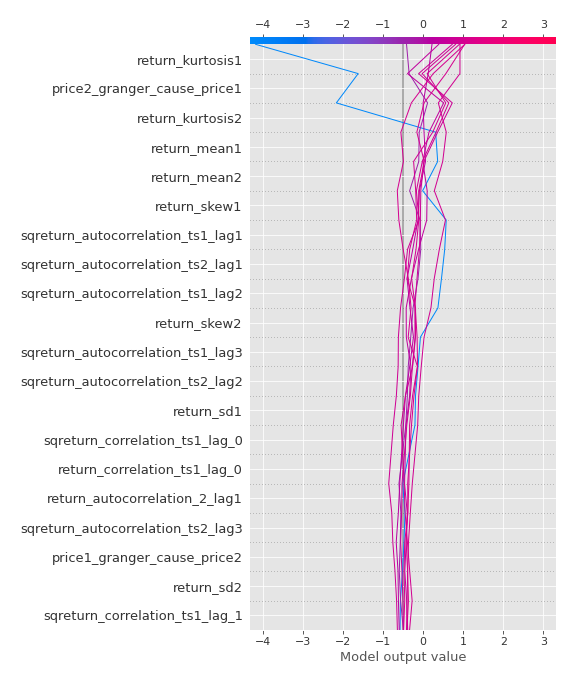 −4 −3 −2 −1 0 1 2 3
return_kurtosis1
price2_granger_cause_price1
return_kurtosis2
return_mean1
return_mean2
return_skew1
sqreturn_autocorrelation_ts1_lag1
sqreturn_autocorrelation_ts2_lag1
sqreturn_autocorrelation_ts1_lag2
return_skew2
sqreturn_autocorrelation_ts1_lag3
sqreturn_autocorrelation_ts2_lag2
return_sd1
sqreturn_correlation_ts1_lag_0
return_correlation_ts1_lag_0
return_autocorrelation_2_lag1
sqreturn_autocorrelation_ts2_lag3
price1_granger_cause_price2
return_sd2
sqreturn_correlation_ts1_lag_1
−4 −3 −2 −1 0 1 2 3
Model output value